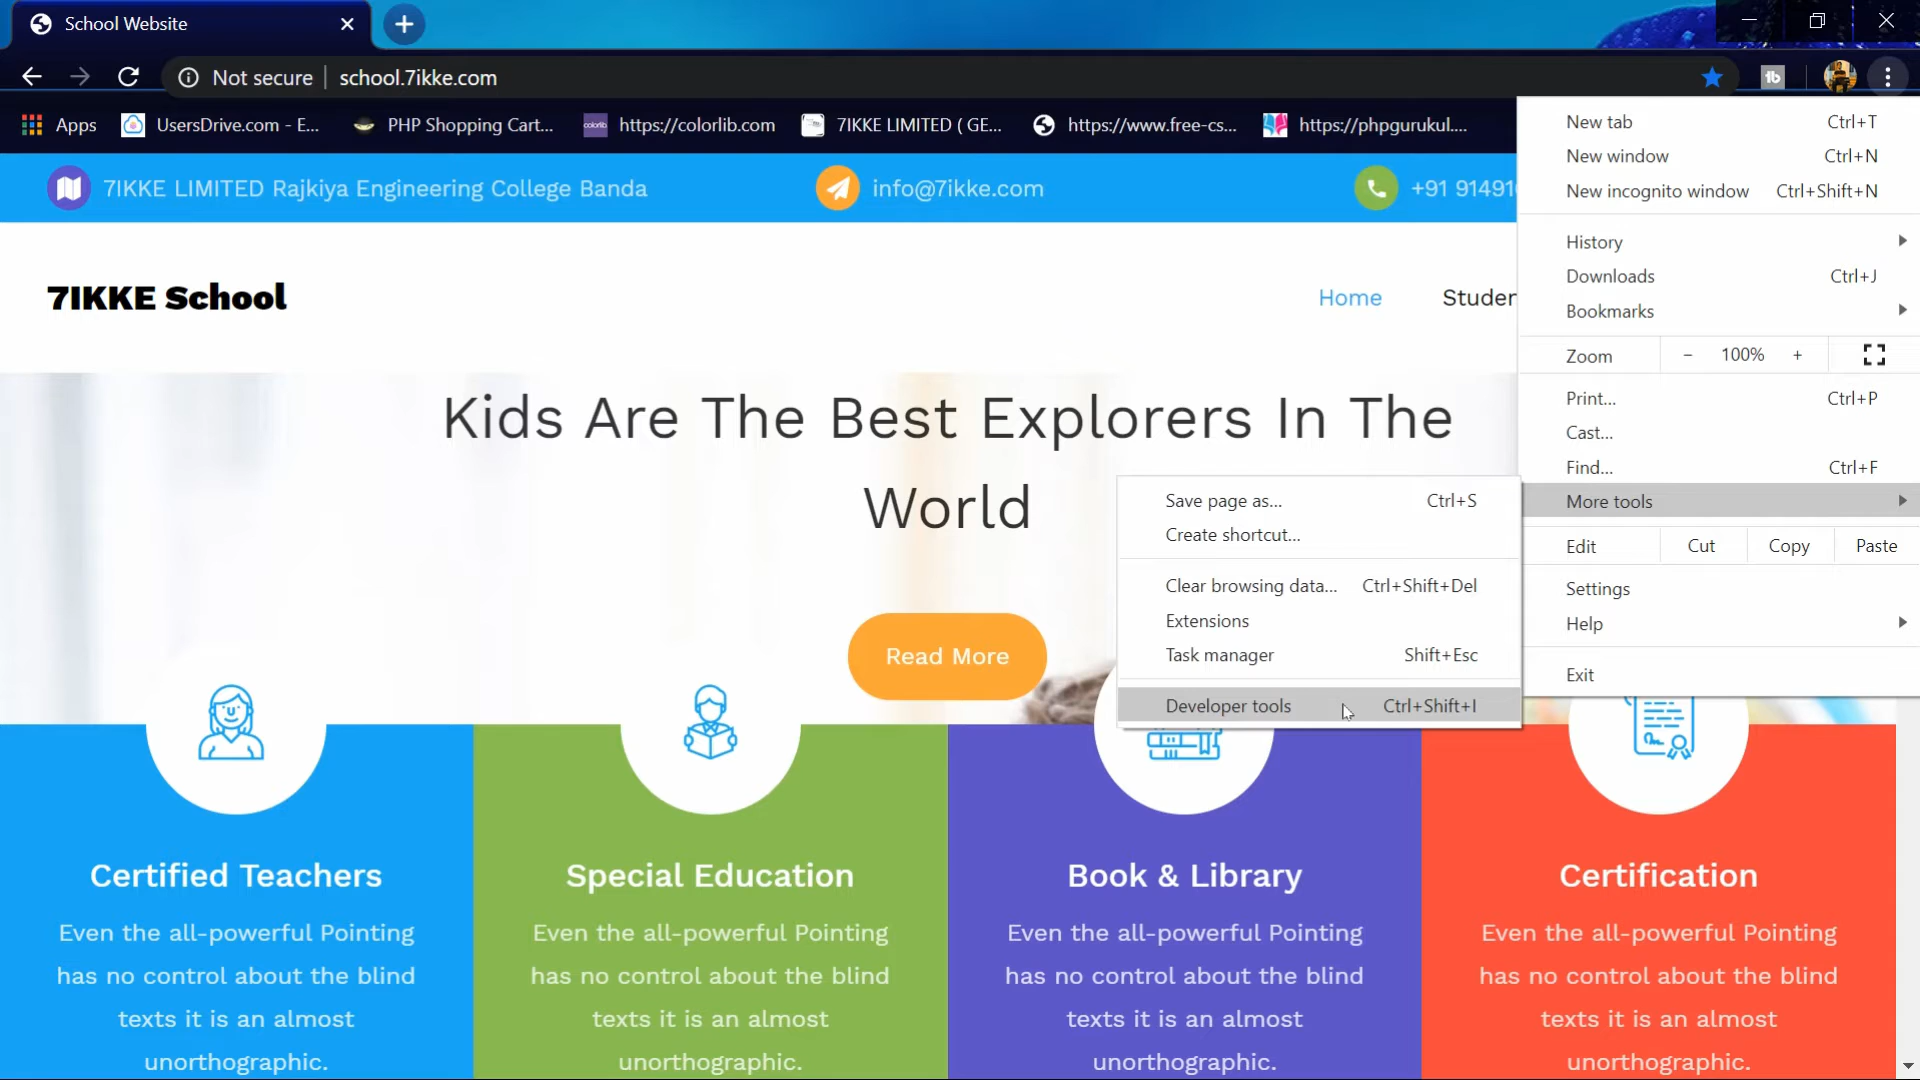 School Website
Not secure school.7ikke.com
Apps UsersDrive.com - E... PHP Shopping Cart... https://colorlib.com 7IKKE LIMITED ( GE... https://www.free-cs... https://phpgurukul....
7IKKE LIMITED Rajkiya Engineering College Banda info@7ikke.com +91 9149
7IKKE School
Home Studen
Kids Are The Best Explorers In The
World
Read More
New tab Ctrl+T
New window Ctrl+N
New incognito window Ctrl+Shift+N
History
Downloads Ctrl+J
Bookmarks
Zoom - 100% +
Print... Ctrl+P
Cast...
Find... Ctrl+F
More tools
Edit Cut Copy Paste
Settings
Help
Exit
Save page as... Ctrl+S
Create shortcut...
Clear browsing data... Ctrl+Shift+Del
Extensions
Task manager Shift+Esc
Developer tools Ctrl+Shift+I
Certified Teachers
Even the all-powerful Pointing
has no control about the blind
texts it is an almost
unorthographic.
Special Education
Even the all-powerful Pointing
has no control about the blind
texts it is an almost
unorthographic.
Book & Library
Even the all-powerful Pointing
has no control about the blind
texts it is an almost
unorthographic.
Certification
Even the all-powerful Pointing
has no control about the blind
texts it is an almost
unorthographic.